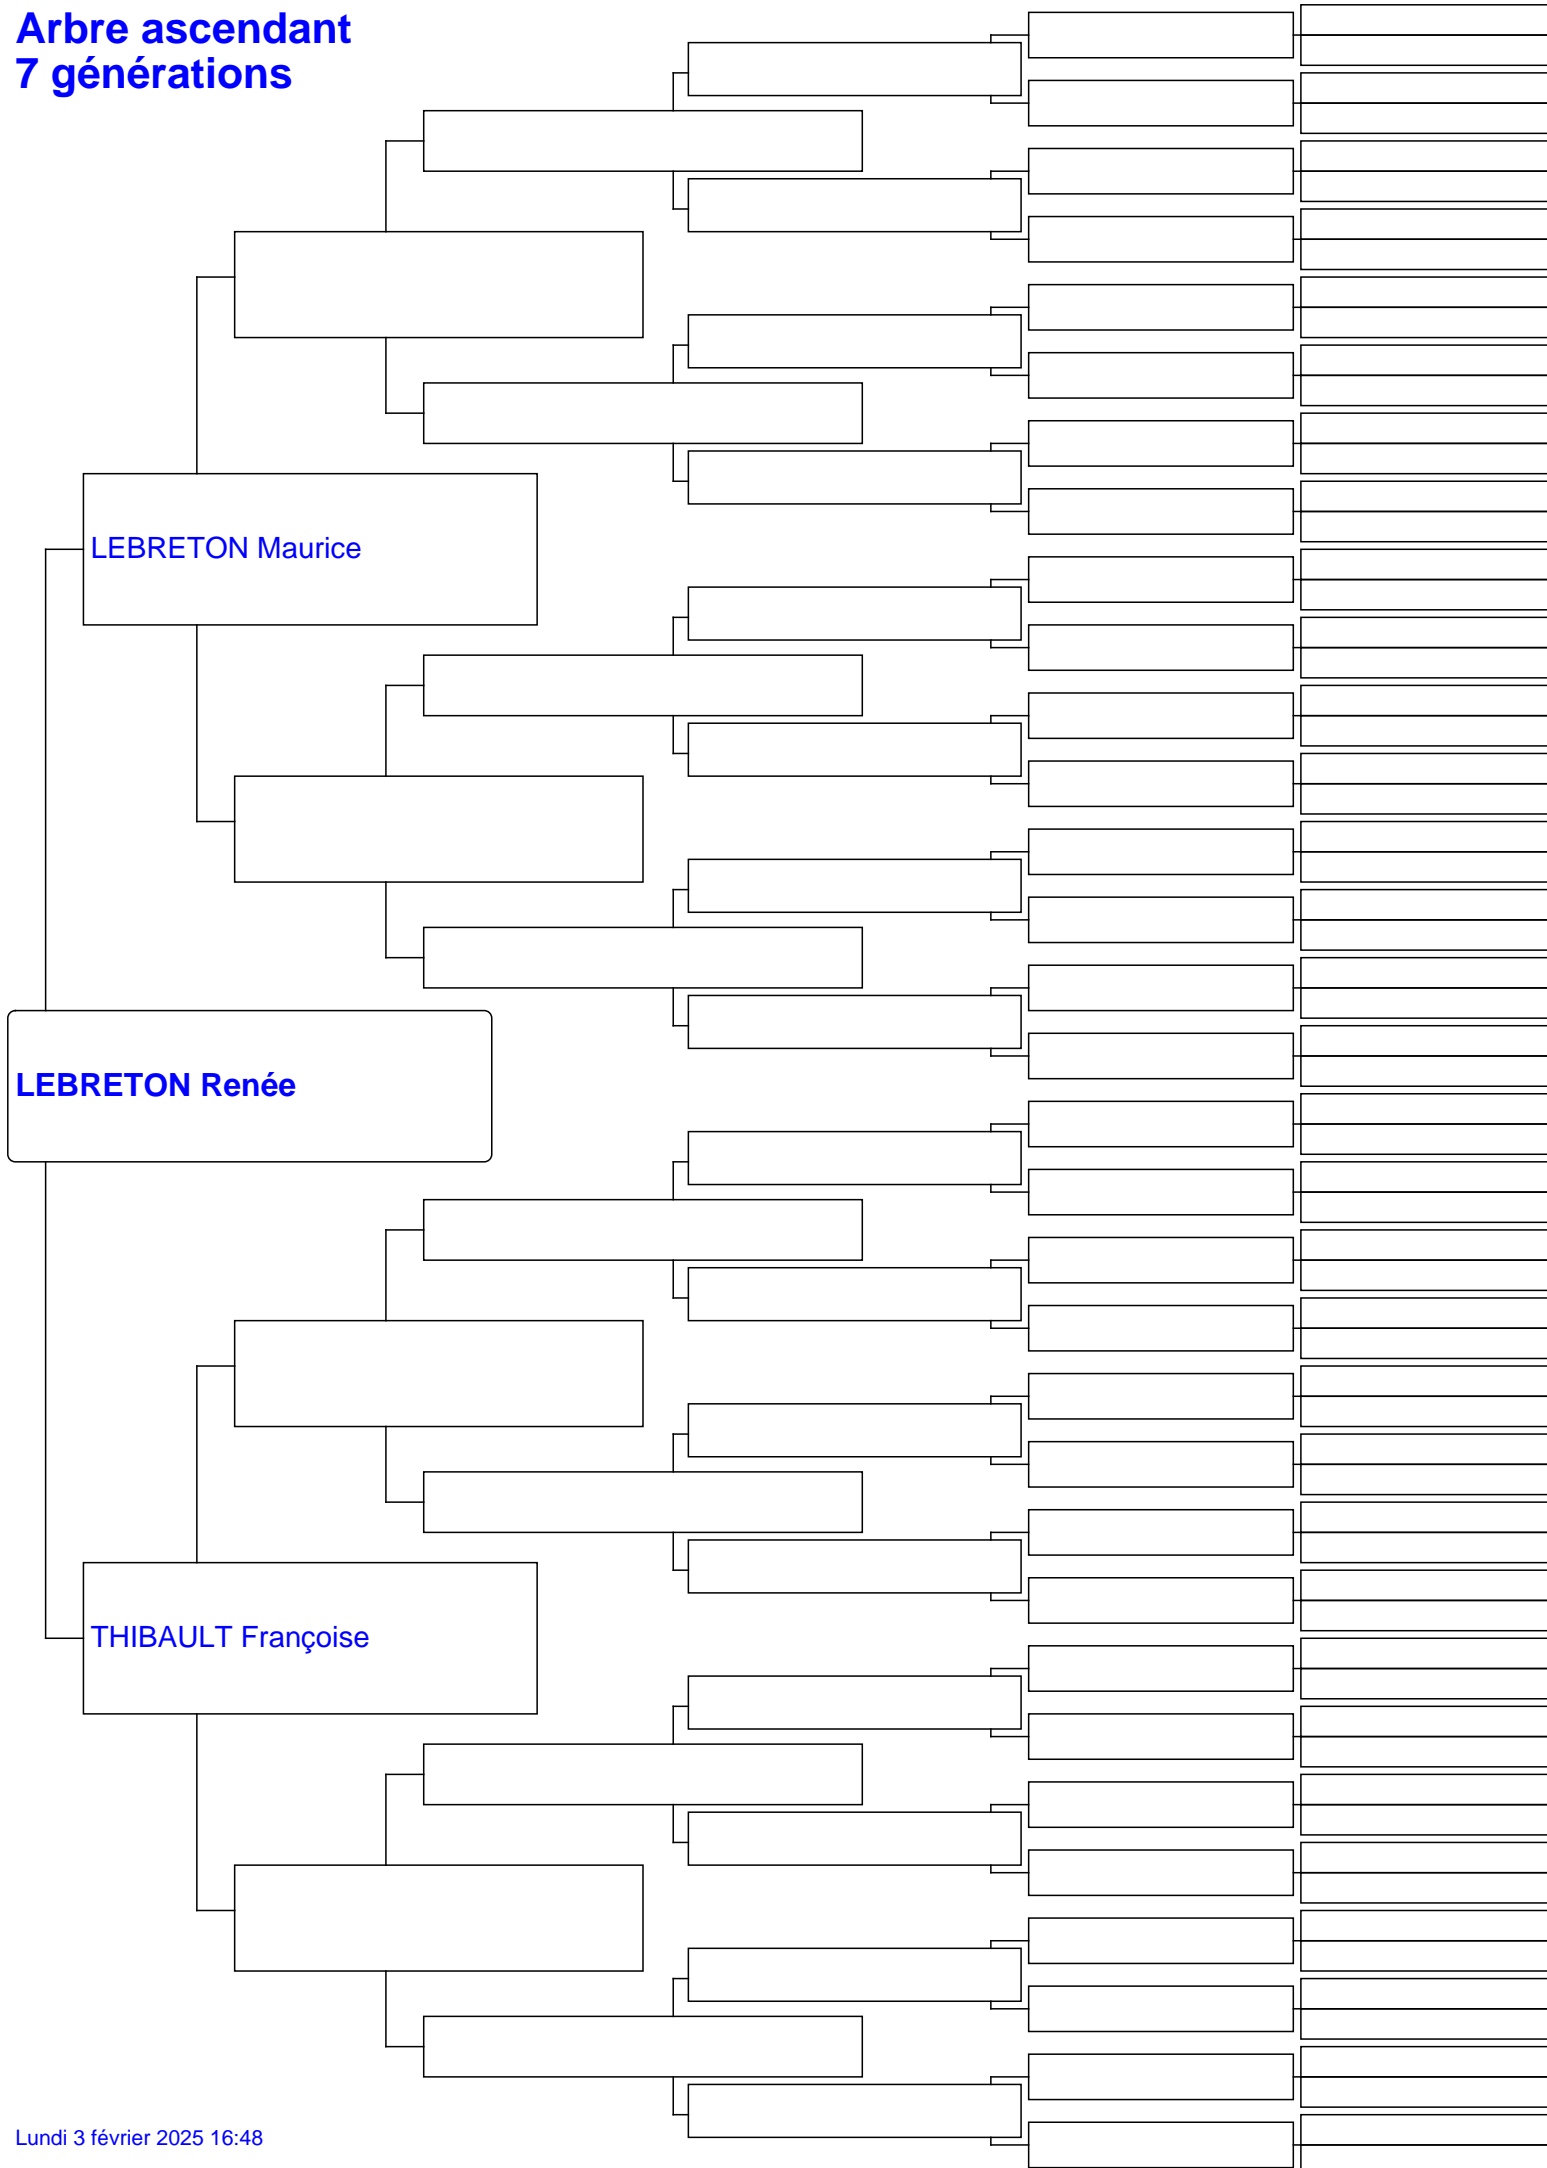 Arbre ascendant
7 générations
LEBRETON Maurice
LEBRETON Renée
THIBAULT Françoise
Lundi 3 février 2025 16:48